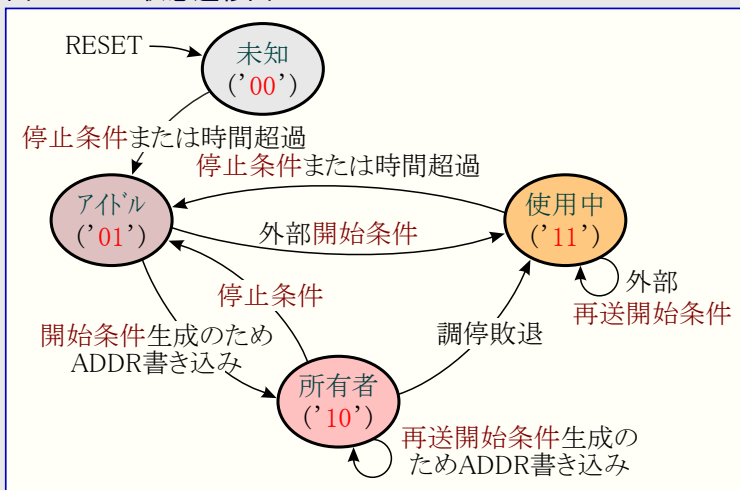 RESET
未知
('00')
停止条件または時間超過
停止条件または時間超過
アイドル
('01')
使用中
('11')
外部開始条件
外部
再送開始条件
停止条件
開始条件生成のため
ADDR書き込み
調停敗退
所有者
('10')
再送開始条件生成の
ためADDR書き込み